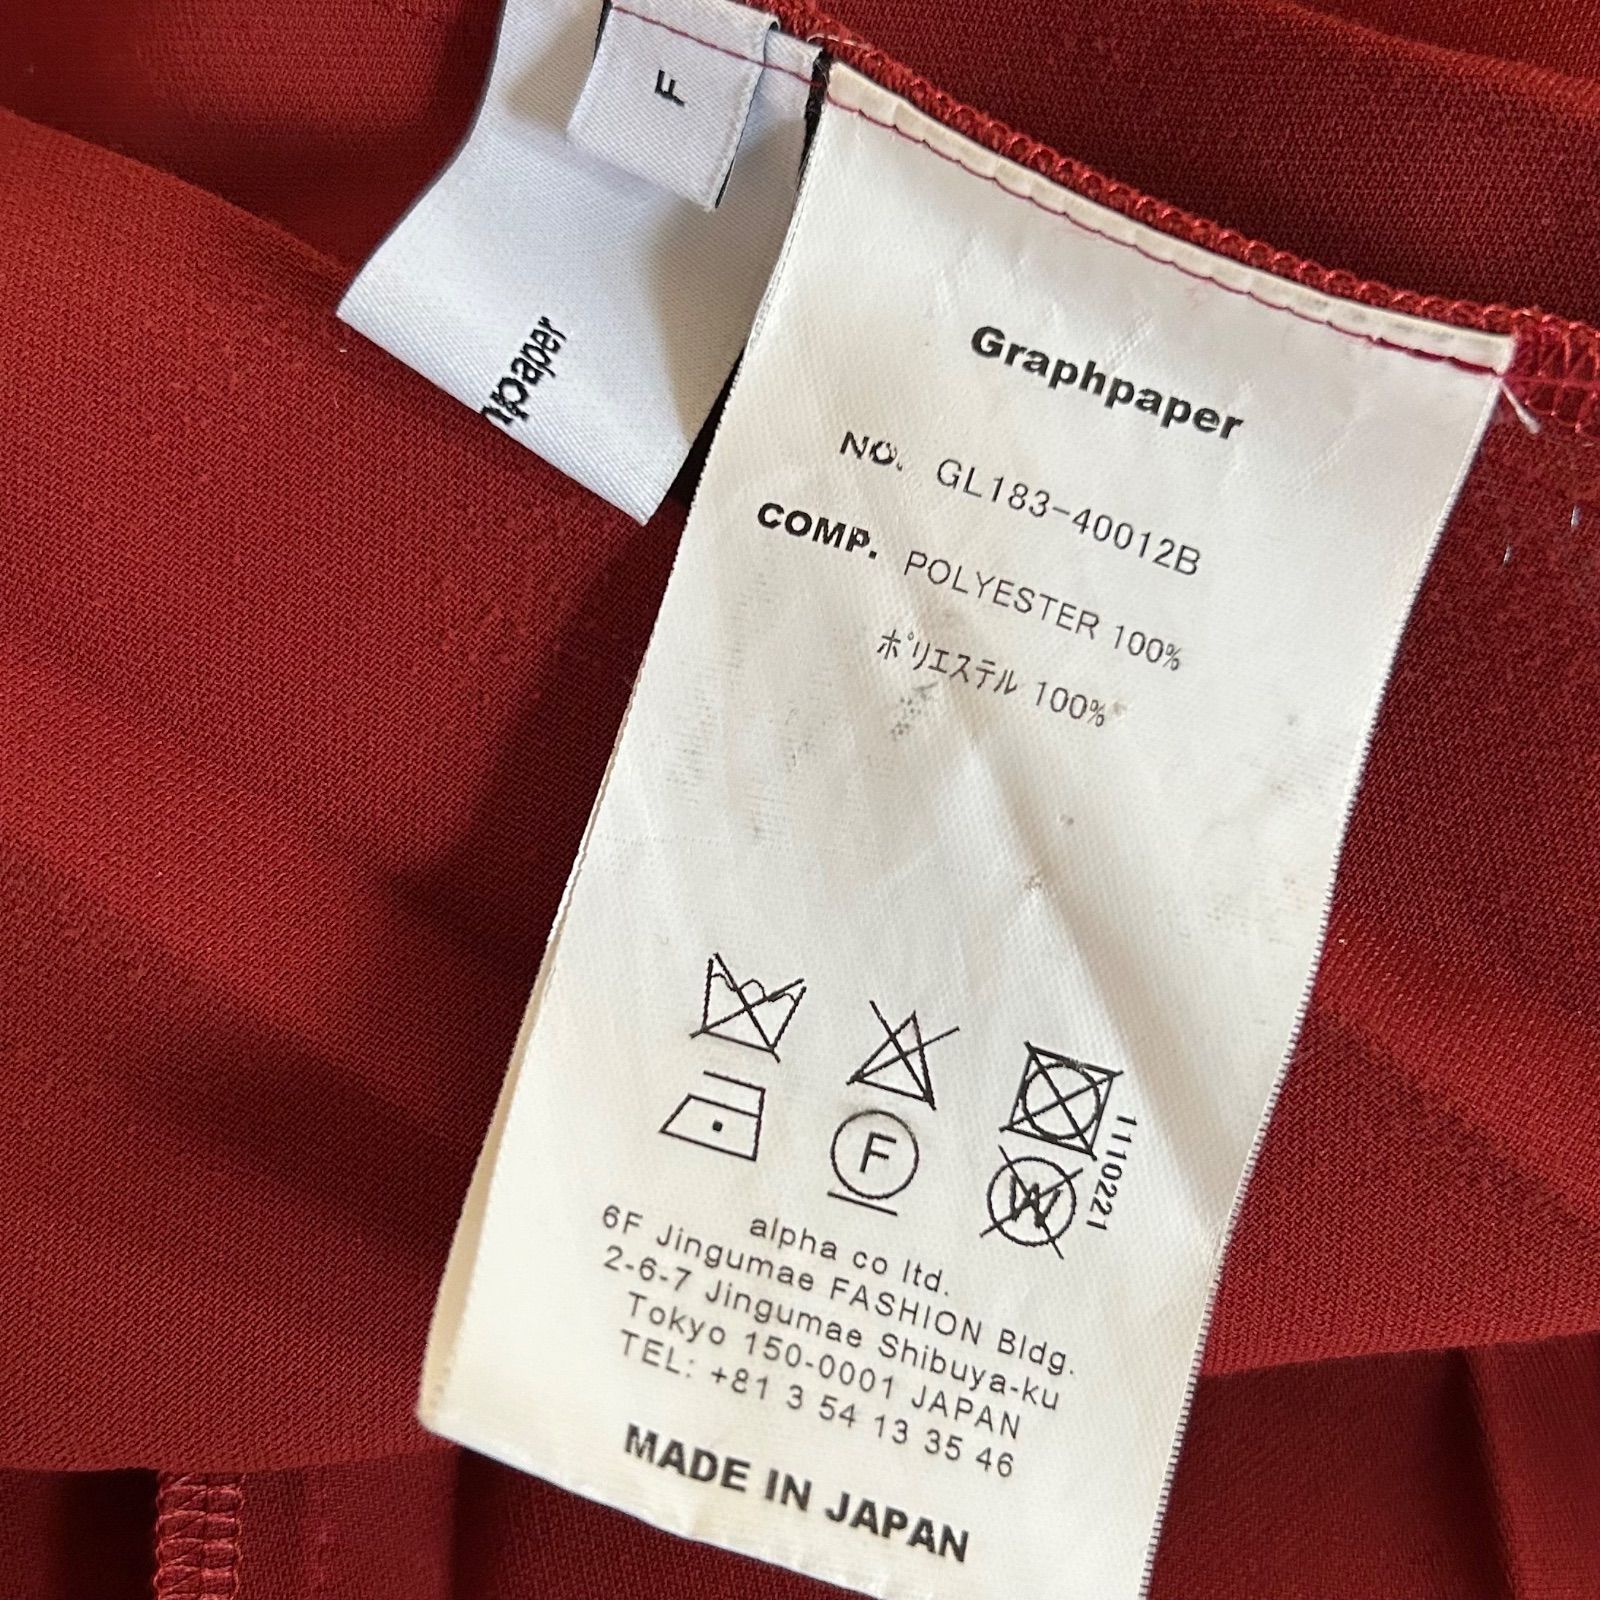 F
paper
Graphpaper
NO. GL183-40012B
COMP. POLYESTER 100%
ポリエステル 100%
F
W
1110221
alpha co ltd.
6F Jingumae FASHION Bldg.
2-6-7 Jingumae Shibuya-ku
Tokyo 150-0001 JAPAN
TEL: +81 3 54 13 35 46
MADE IN JAPAN